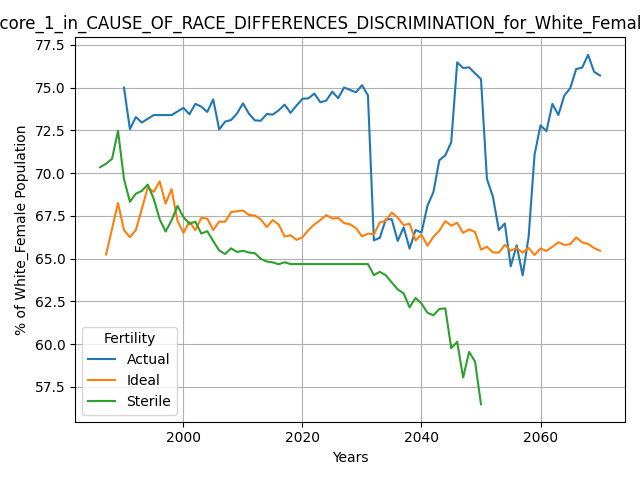 core_1_in_CAUSE_OF_RACE_DIFFERENCES_DISCRIMINATION_for_White_Femal
77.5
75.0
72.5
70.0
67.5
65.0
62.5
60.0
57.5
% of White_Female Population
Fertility
Actual
Ideal
Sterile
2000
2020
2040
2060
Years